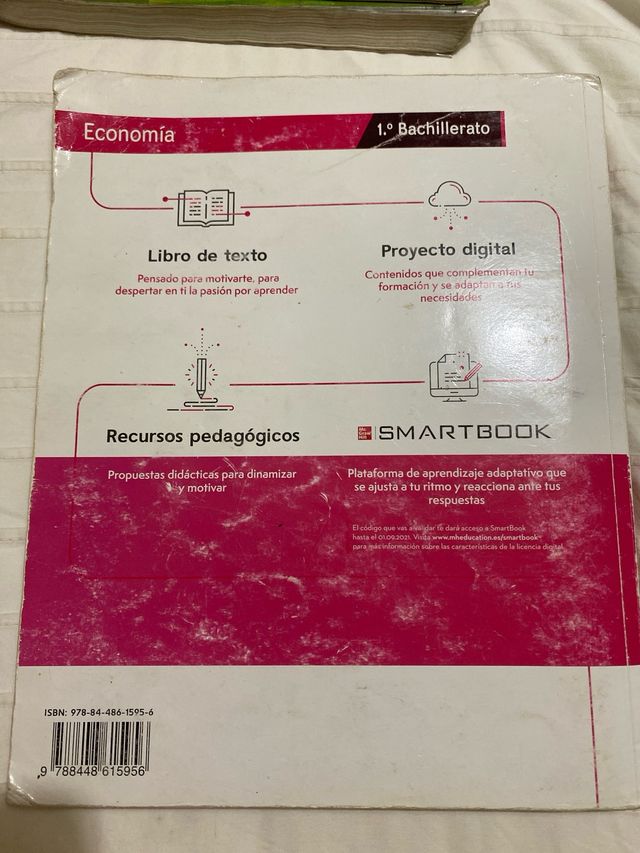 Economía
1.º Bachillerato
Libro de texto
Pensado para motivarte, para
despertar en ti la pasión por aprender
Proyecto digital
Contenidos que complementan tu
formación y se adaptan a tus
necesidades
Recursos pedagógicos
Propuestas didácticas para dinamizar
y motivar
Mc
Graw
Hill
SMARTBOOK
Plataforma de aprendizaje adaptativo que
se ajusta a tu ritmo y reacciona ante tus
respuestas
El código que vas a validar te dará acceso a SmartBook
hasta el 01.09.2021. Visita www.mheducation.es/smartbook
para más información sobre las características de la licencia digital.
ISBN: 978-84-486-1595-6
9 788448 615956